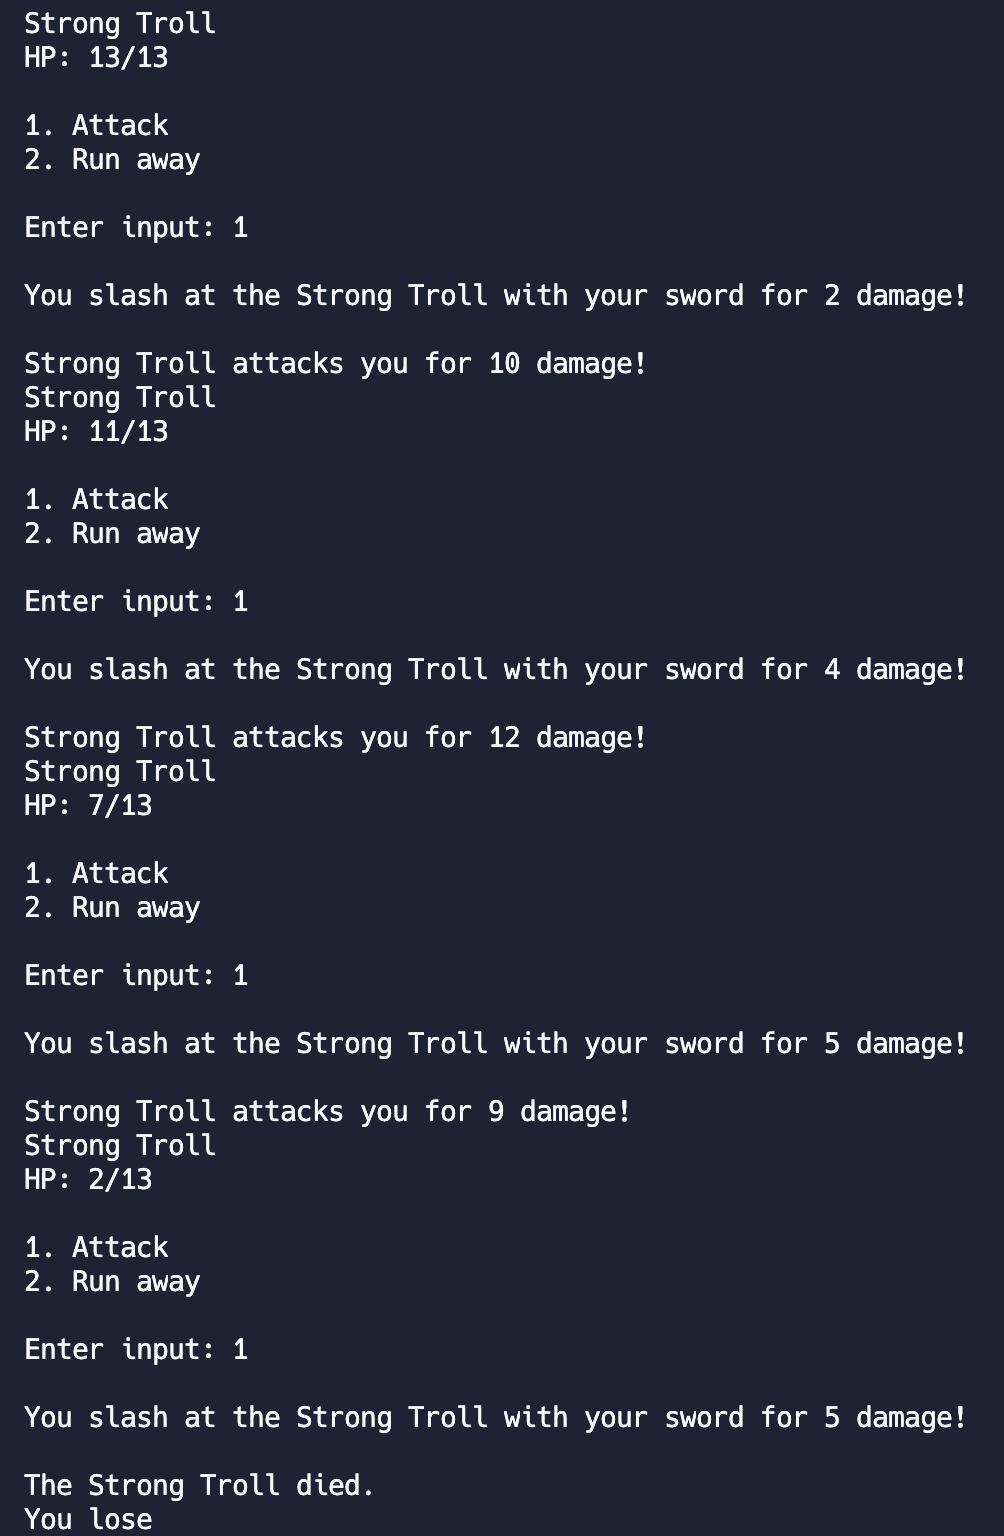 Strong Troll
HP: 13/13
1. Attack
2. Run away
Enter input: 1
You slash at the Strong Troll with your sword for 2 damage!
Strong Troll attacks you for 10 damage!
Strong Troll
HP: 11/13
1. Attack
2. Run away
Enter input: 1
You slash at the Strong Troll with your sword for 4 damage!
Strong Troll attacks you for 12 damage!
Strong Troll
HP: 7/13
1. Attack
2. Run away
Enter input: 1
You slash at the Strong Troll with your sword for 5 damage!
Strong Troll attacks you for 9 damage!
Strong Troll
HP: 2/13
1. Attack
2. Run away
Enter input: 1
You slash at the Strong Troll with your sword for 5 damage!
The Strong Troll died.
You lose